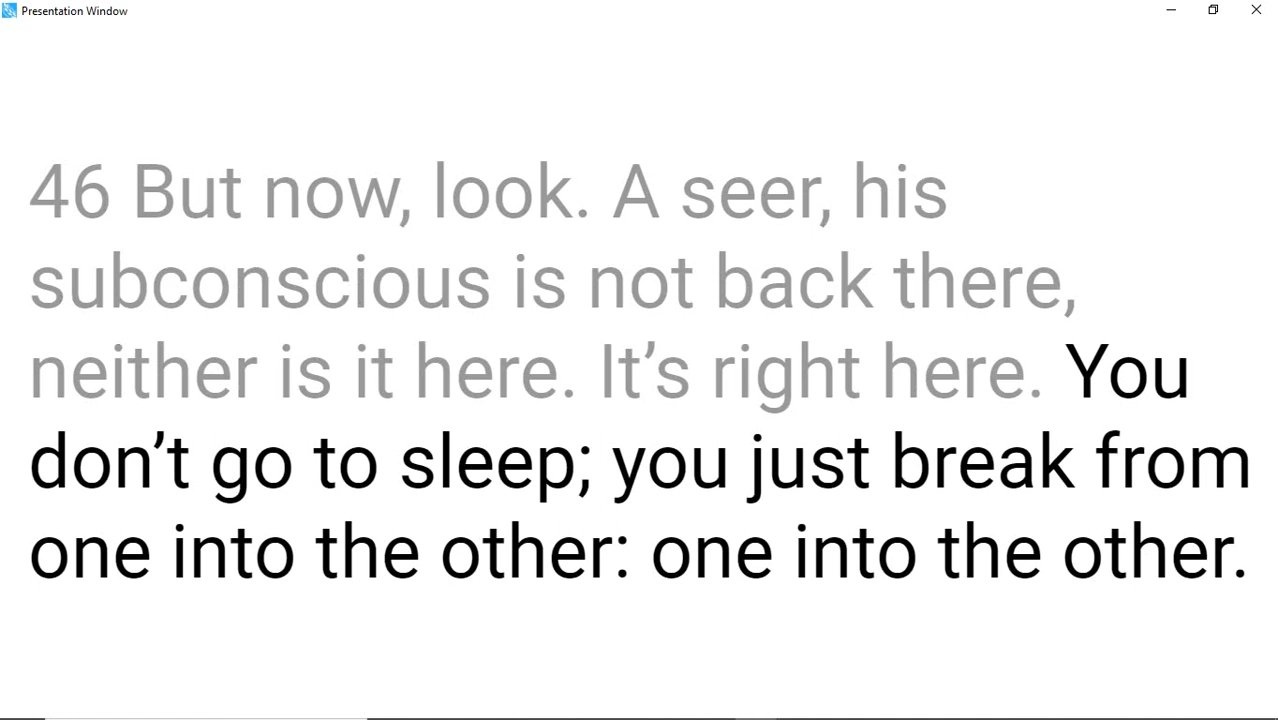 Presentation Window
46 But now, look. A seer, his
subconscious is not back there,
neither is it here. It’s right here. You
don’t go to sleep; you just break from
one into the other: one into the other.